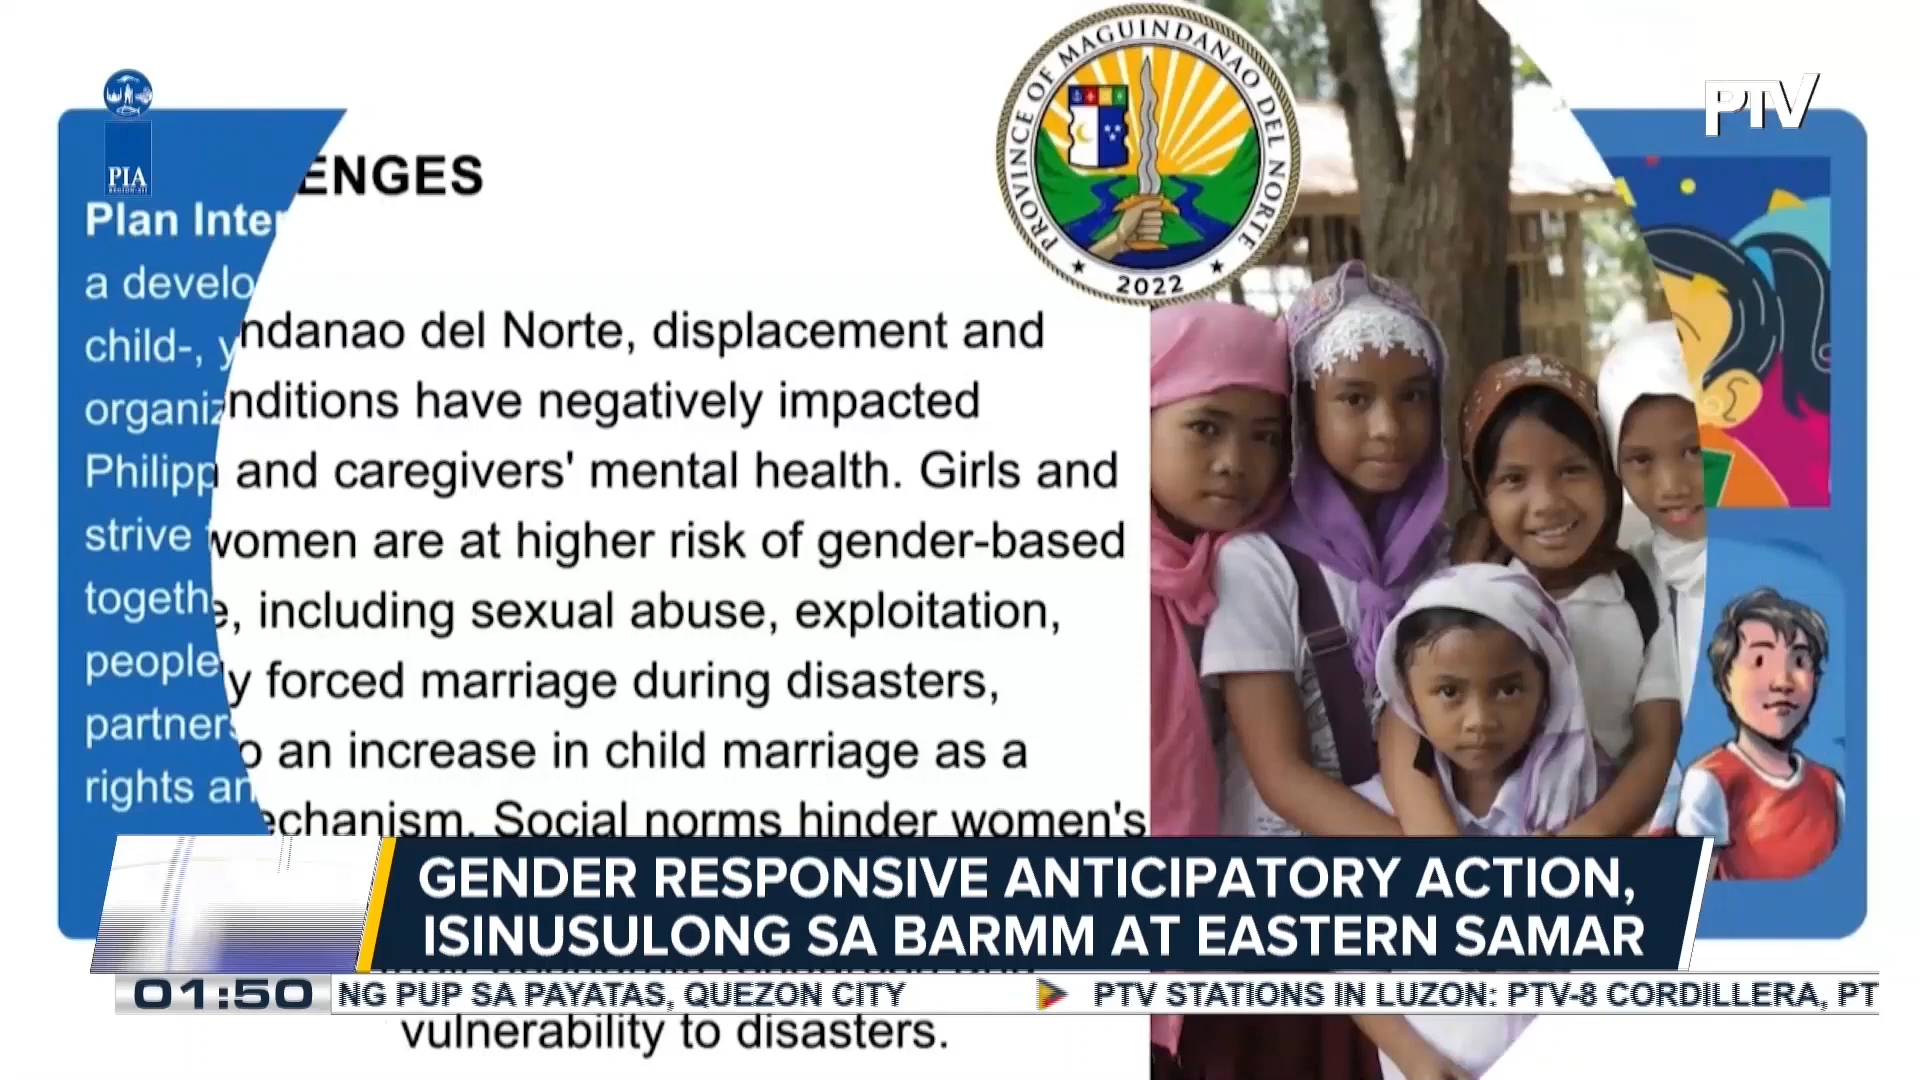 PROVINCE OF MAGUINDANAO DEL NORTE
2022
PTV
PIA
ENGES
Plan Inter
a develo
child-, y
organiz
Philipp
strive
togeth
people
partners
rights an
ndanao del Norte, displacement and
nditions have negatively impacted
and caregivers' mental health. Girls and
women are at higher risk of gender-based
e, including sexual abuse, exploitation,
y forced marriage during disasters,
o an increase in child marriage as a
echanism. Social norms hinder women's
GENDER RESPONSIVE ANTICIPATORY ACTION,
ISINUSULONG SA BARMM AT EASTERN SAMAR
01:50 NG PUP SA PAYATAS, QUEZON CITY PTV STATIONS IN LUZON: PTV-8 CORDILLERA, PT
vulnerability to disasters.